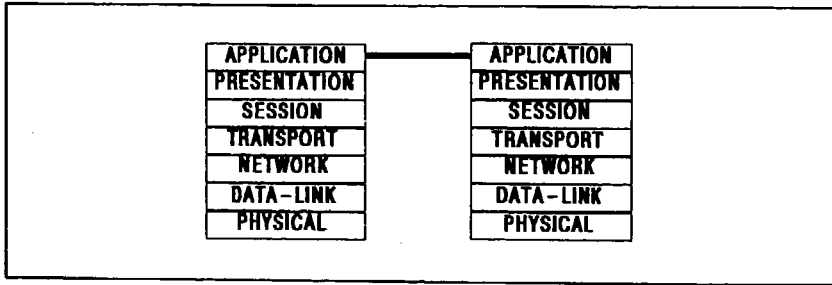 APPLICATION
PRESENTATION
SESSION
TRANSPORT
NETWORK
DATA-LINK
PHYSICAL
APPLICATION
PRESENTATION
SESSION
TRANSPORT
NETWORK
DATA-LINK
PHYSICAL